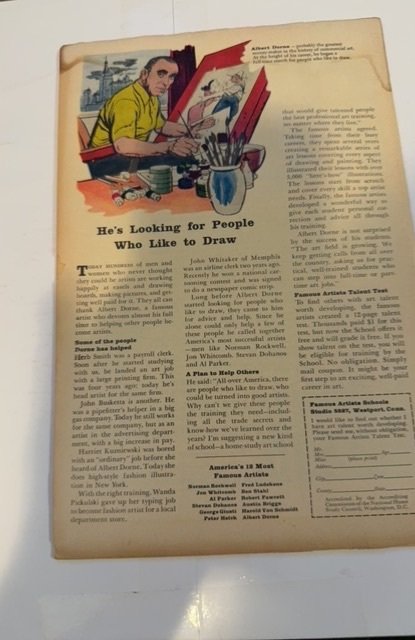 Albert Dorne — probably the greatest
money-maker in the history of commercial art.
At the height of his career, he began a
full-time search for people who like to draw.
He's Looking for People
Who Like to Draw
TODAY HUNDREDS of men and
women who never thought
they could be artists are working
happily at easels and drawing
boards, making pictures, and get-
ting well paid for it. They all can
thank Albert Dorne, a famous
artist who devotes almost his full
time to helping other people be-
come artists.
Some of the people
Dorne has helped
Herb Smith was a payroll clerk.
Soon after he started studying
with us, he landed an art job
with a large printing firm. This
was four years ago; today he's
head artist for the same firm.
John Busketta is another. He
was a pipefitter's helper in a big
gas company. Today he still works
for the same company, but as an
artist in the advertising depart-
ment, with a big increase in pay.
Harriet Kuzniewski was bored
with an "ordinary" job before she
heard of Albert Dorne. Today she
does high-style fashion illustra-
tion in New York.
With the right training, Wanda
Pickulski gave up her typing job
to become fashion artist for a local
department store.
John Whitaker of Memphis
was an airline clerk two years ago.
Recently he won a national car-
tooning contest and was signed
to do a newspaper comic strip.
Long before Albert Dorne
started looking for people who
like to draw, they came to him
for advice and help. Since he
alone could only help a few of
these people he called together
America's most successful artists
—men like Norman Rockwell,
Jon Whitcomb, Stevan Dohanos
and Al Parker.
A Plan to Help Others
He said: "All over America, there
are people who like to draw, who
could be turned into good artists.
Why can't we give these people
the training they need—includ-
ing all the trade secrets and
know-how we've learned over the
years? I'm suggesting a new kind
of school—a home-study art school
America's 12 Most
Famous Artists
Norman Rockwell
Jon Whitcomb
Al Parker
Stevan Dohanos
George Giusti
Peter Helck
Fred Ludekens
Ben Stahl
Robert Fawcett
Austin Briggs
Harold Von Schmidt
Albert Dorne
that would give talented people
the best professional art training,
no matter where they live."
The famous artists agreed.
Taking time from their busy
careers, they spent several years
creating a remarkable series of
art lessons covering every aspect
of drawing and painting. They
illustrated their lessons with over
5,000 "here's-how" illustrations.
The lessons start from scratch
and cover every skill a top artist
needs. Finally, the famous artists
developed a wonderful way to
give each student personal cor-
rection and advice all through
his training.
Albert Dorne is not surprised
by the success of his students.
"The art field is growing. We
keep getting calls from all over
the country, asking us for prac-
tical, well-trained students who
can step into full-time or part-
time art jobs."
Famous Artists Talent Test
To find others with art talent
worth developing, the famous
artists created a 12-page talent
test. Thousands paid $1 for this
test, but now the School offers it
free and will grade it free. If you
show talent on the test, you will
be eligible for training by the
School. No obligation. Simply
mail coupon. It might be your
first step to an exciting, well-paid
career in art.
Famous Artists Schools
Studio 5887, Westport, Conn.
I would like to find out whether I
have art talent worth developing.
Please send me, without obligation,
your Famous Artists Talent Test.
Mr.
Age
(please print)
Address
City
Zone
County
State
Accredited by the Accrediting
Commission of the National Home
Study Council, Washington, D.C.